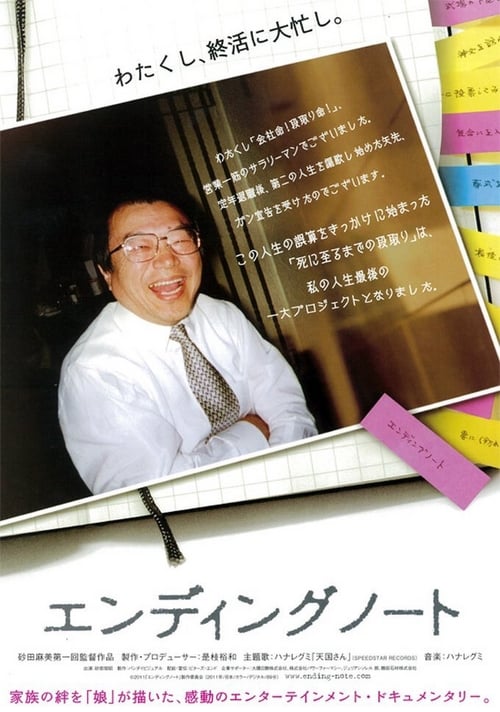 わたくし、終活に大忙し。
わたくし「会社命！段取り命！」、
営業一筋のサラリーマンでございました。
定年退職後、第二の人生を謳歌し始めた矢先、
ガン宣告を受けたのでございます。
この人生の誤算をきっかけに始まった
「死に至るまでの段取り」は、
私の人生最後の
一大プロジェクトとなりました。
エンディングノート
エンディングノート
砂田麻美第一回監督作品 製作・プロデューサー：是枝裕和 主題歌：ハナレグミ「天国さん」(SPEEDSTAR RECORDS) 音楽：ハナレグミ
www.ending-note.com
家族の絆を「娘」が描いた、感動のエンターテインメント・ドキュメンタリー。